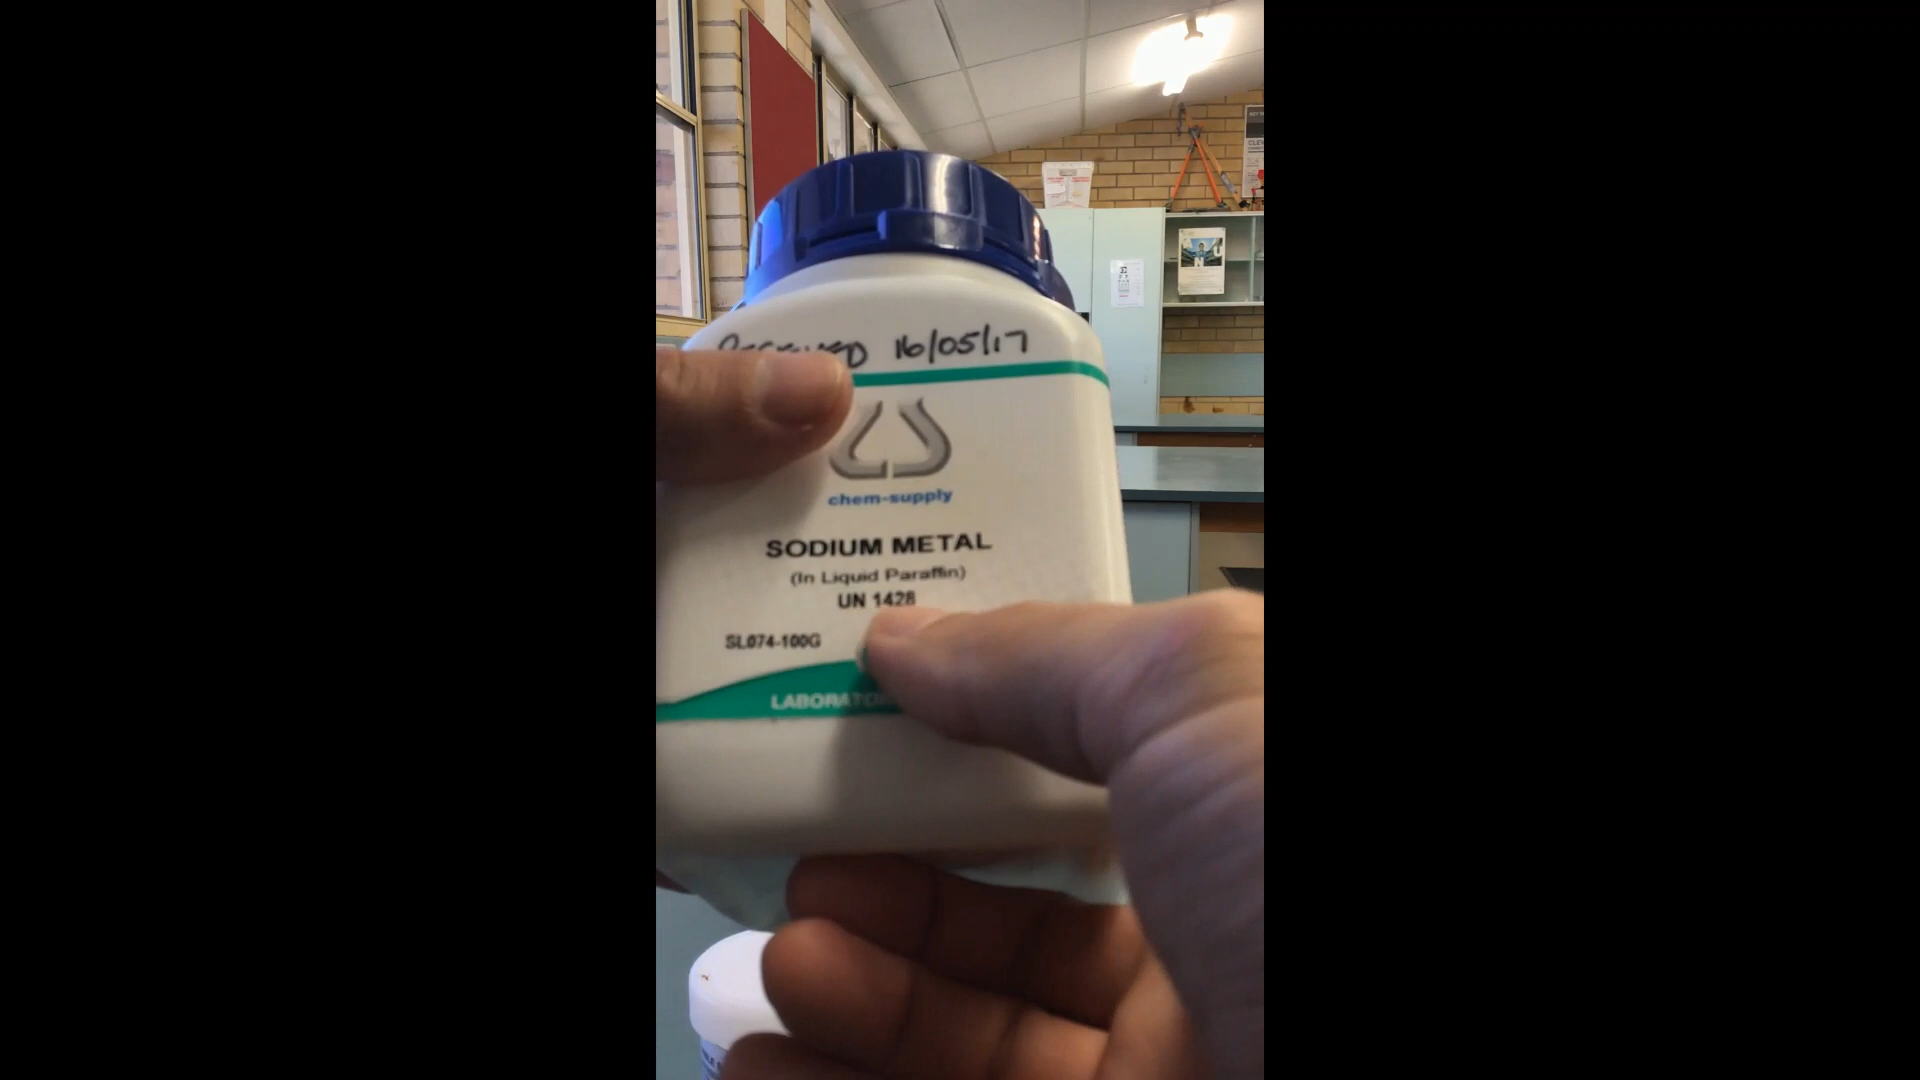 16/05/17
chem-supply
SODIUM METAL
(In Liquid Paraffin)
UN 1428
SL074-100G